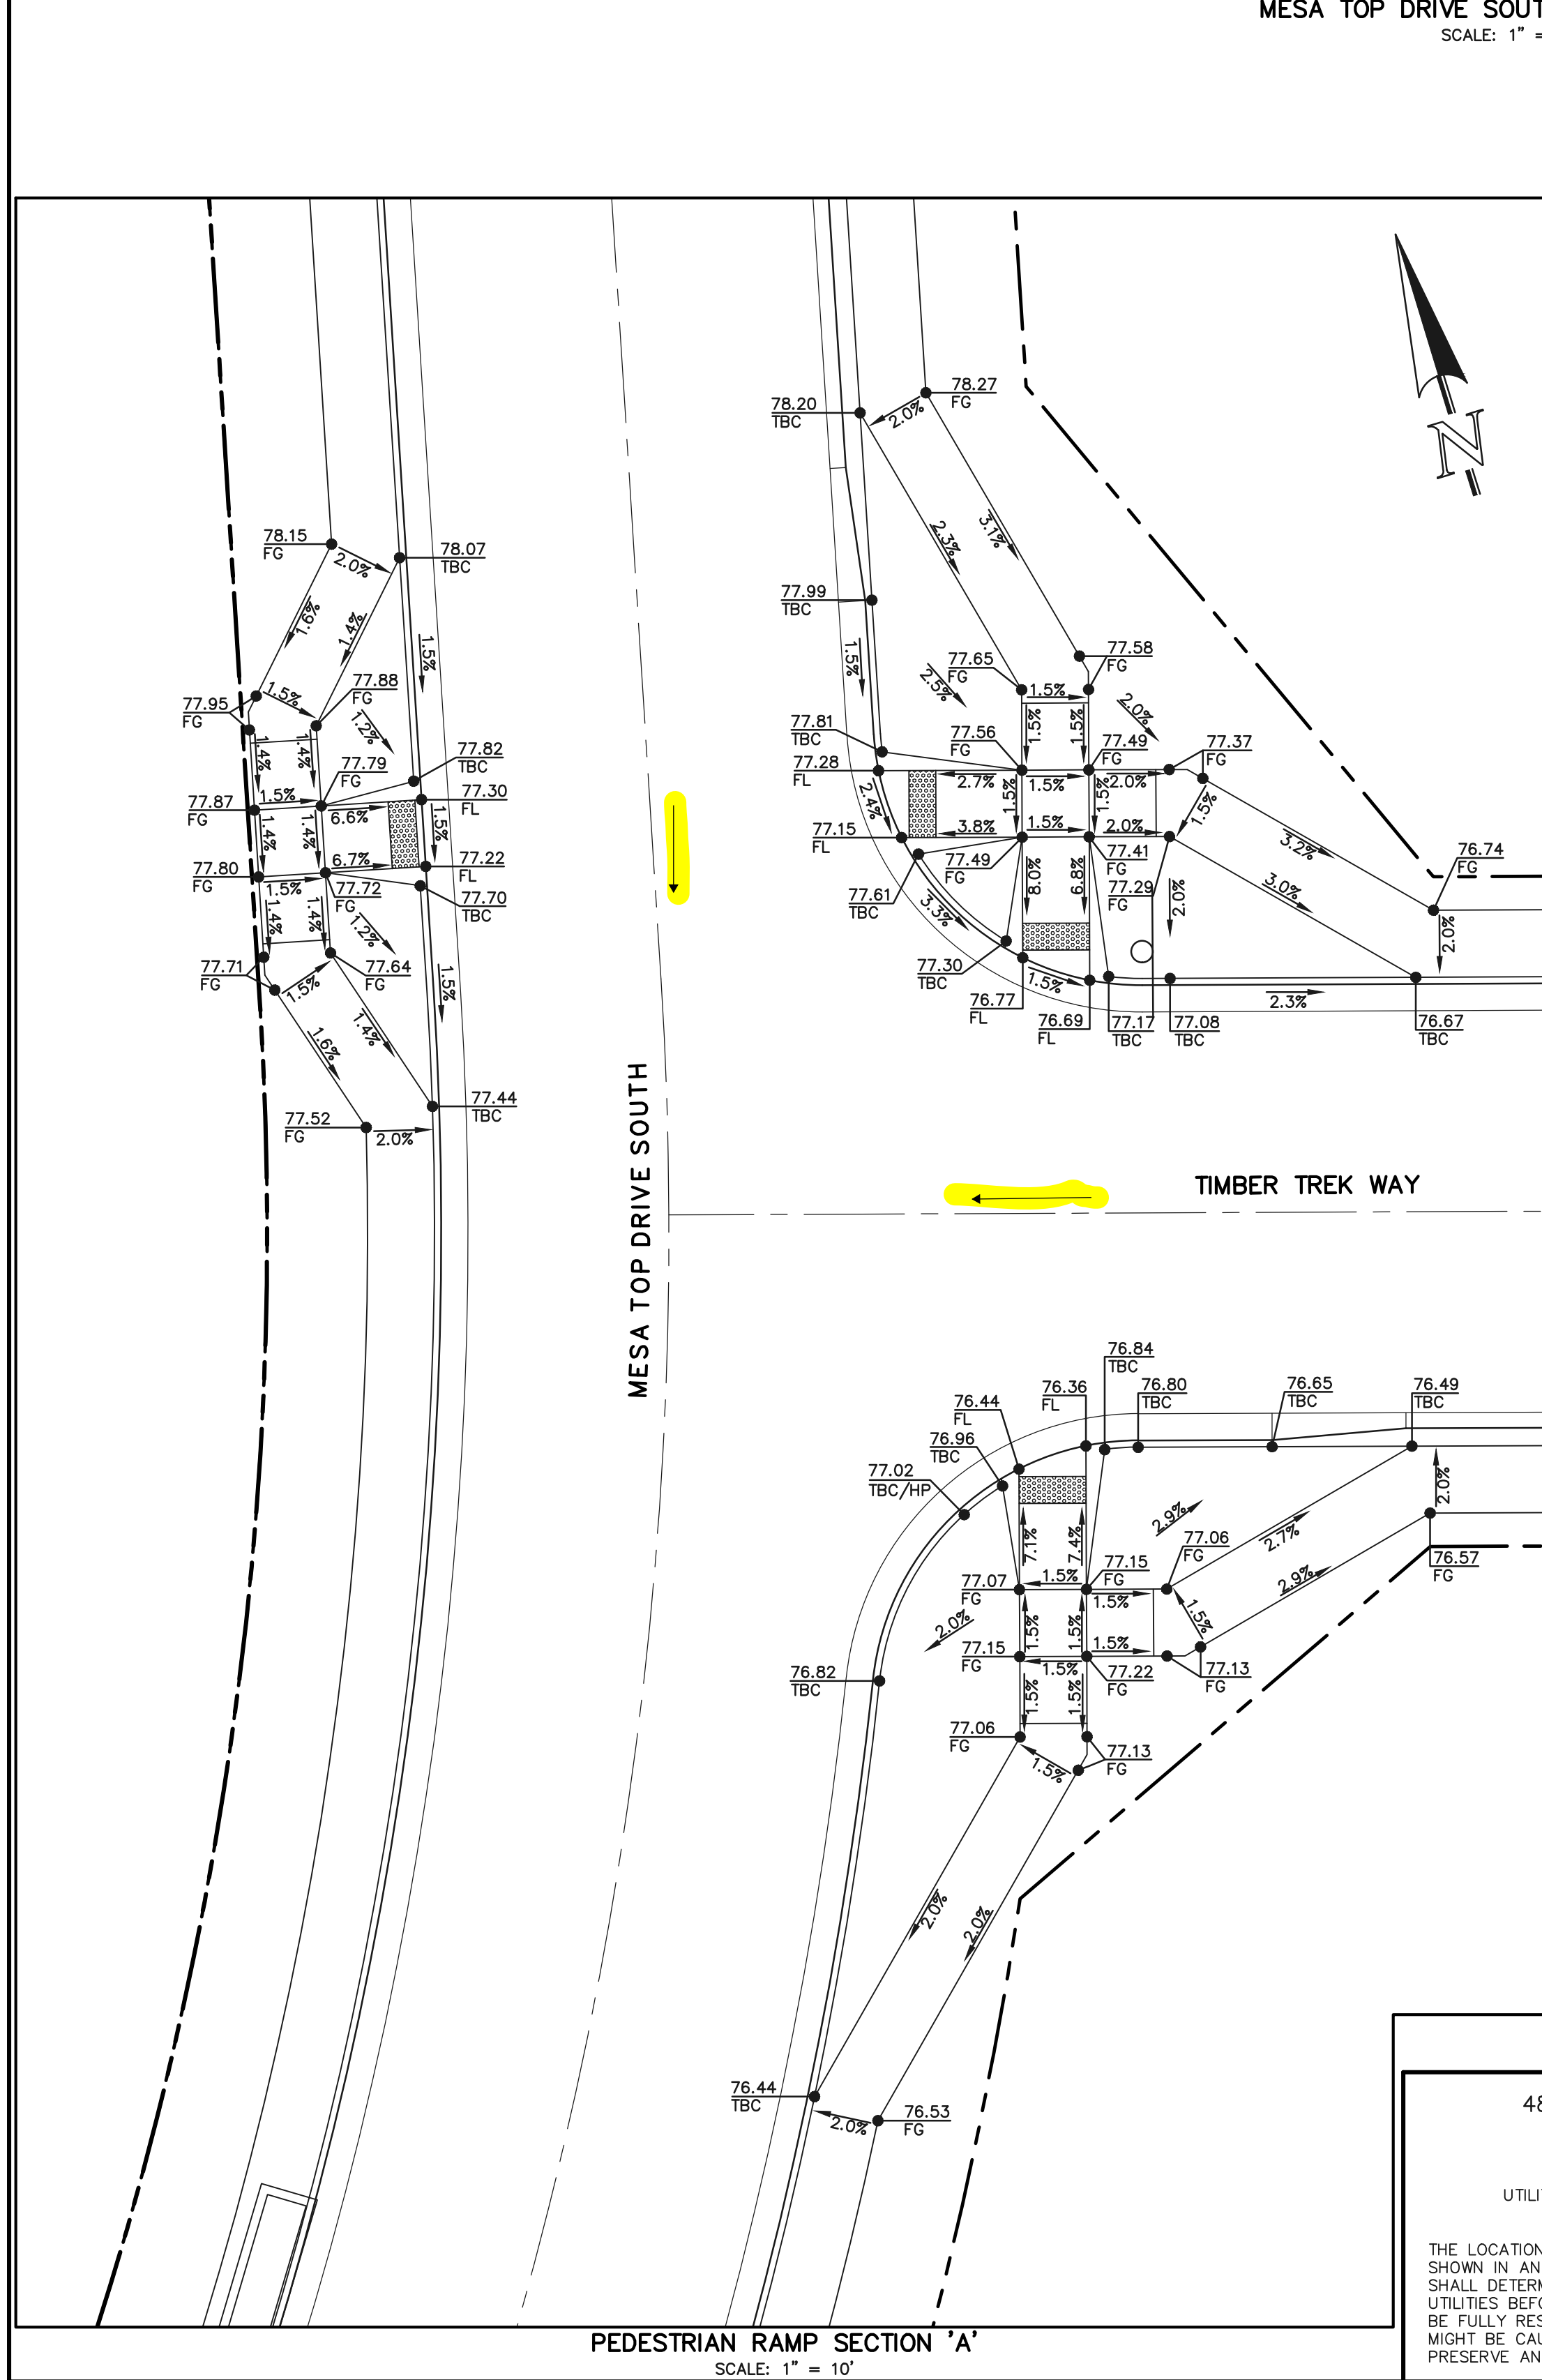 MESA TOP DRIVE SOUT
SCALE: 1" =
N
78.27
FG
78.20
TBC
2.0%
2.3%
3.1%
78.15
FG
2.0%
78.07
TBC
1.6%
1.4%
1.5%
77.99
TBC
1.5%
77.65
FG
77.58
FG
2.5%
1.5%
2.0%
1.5%
1.5%
77.95
FG
1.5%
77.88
FG
1.2%
1.4%
1.4%
77.81
TBC
77.56
FG
77.49
FG
77.37
FG
77.82
TBC
77.79
FG
77.28
FL
2.7%
1.5%
2.0%
77.30
FL
77.87
FG
1.5%
6.6%
2.4%
1.5%
1.5%
1.5%
1.4%
1.4%
1.5%
77.15
FL
3.8%
1.5%
2.0%
3.2%
76.74
FG
77.80
FG
6.7%
77.22
FL
77.49
FG
77.41
FG
1.5%
77.72
FG
77.70
TBC
77.61
TBC
8.0%
6.8%
77.29
FG
2.0%
3.0%
2.0%
1.4%
1.4%
1.2%
3.3%
77.71
FG
1.5%
77.64
FG
1.5%
77.30
TBC
1.5%
76.77
FL
76.69
FL
77.17
TBC
77.08
TBC
2.3%
76.67
TBC
1.6%
1.4%
77.52
FG
2.0%
77.44
TBC
MESA TOP DRIVE SOUTH
TIMBER TREK WAY
76.84
TBC
76.36
FL
76.80
TBC
76.65
TBC
76.49
TBC
76.44
FL
76.96
TBC
77.02
TBC/HP
7.1%
7.4%
2.9%
2.7%
2.0%
77.06
FG
77.15
FG
76.57
FG
77.07
FG
1.5%
1.5%
2.9%
2.0%
1.5%
1.5%
1.5%
77.15
FG
1.5%
1.5%
77.22
FG
77.13
FG
76.82
TBC
1.5%
1.5%
77.06
FG
1.5%
77.13
FG
2.0%
2.0%
76.44
TBC
2.0%
76.53
FG
48
UTILI
THE LOCATION
SHOWN IN AN
SHALL DETERM
UTILITIES BEFO
BE FULLY RES
MIGHT BE CAU
PRESERVE AN
PEDESTRIAN RAMP SECTION 'A'
SCALE: 1" = 10'